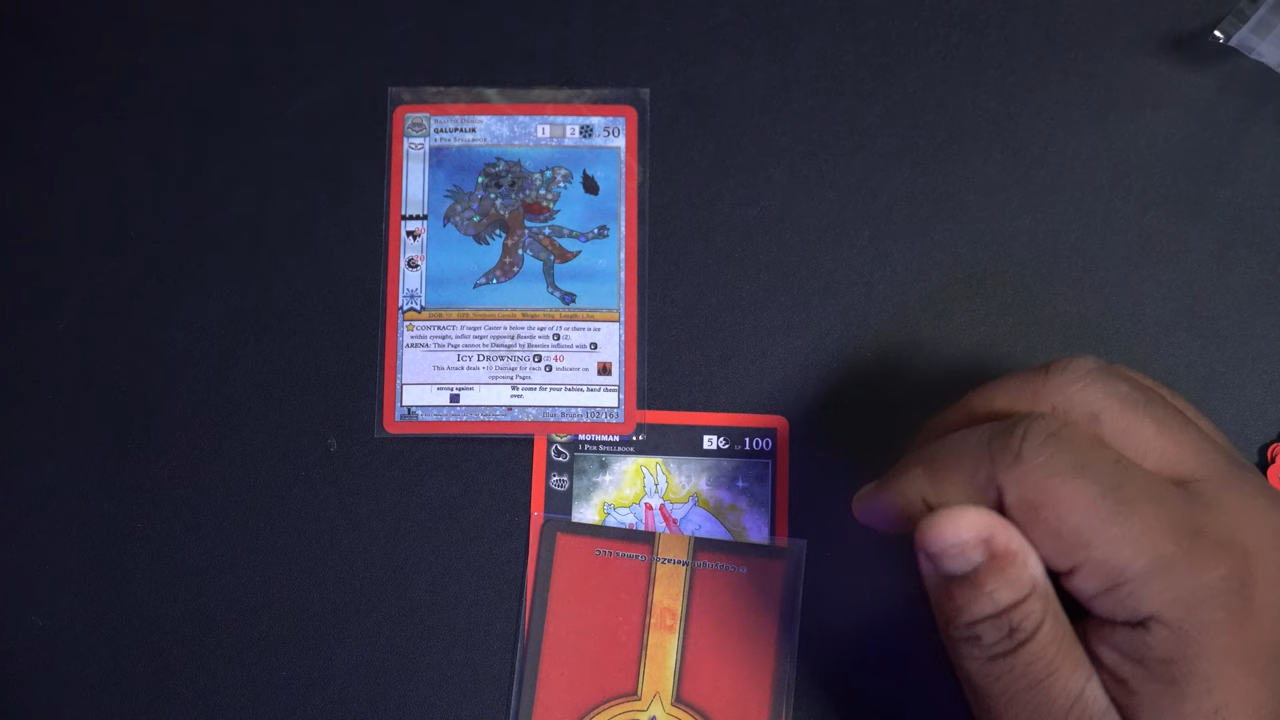 BEASTIE DEMON
QALUPALIK
1 PER SPELLBOOK
1 2 50
20
20
CONTRACT: If target Caster is below the age of 15 or there is ice
within eyesight, inflict target opposing Beastie with (2).
ARENA: This Page cannot be Damaged by Beasties inflicted with .
ICY DROWNING (2) 40
This Attack deals +10 Damage for each indicator on
opposing Pages.
strong against
We come for your babies, hand them
over.
Illus: Brunes 102/163
MOTHMAN
1 PER SPELLBOOK
5 LP 100
© Copyright MetaZoo Games LLC